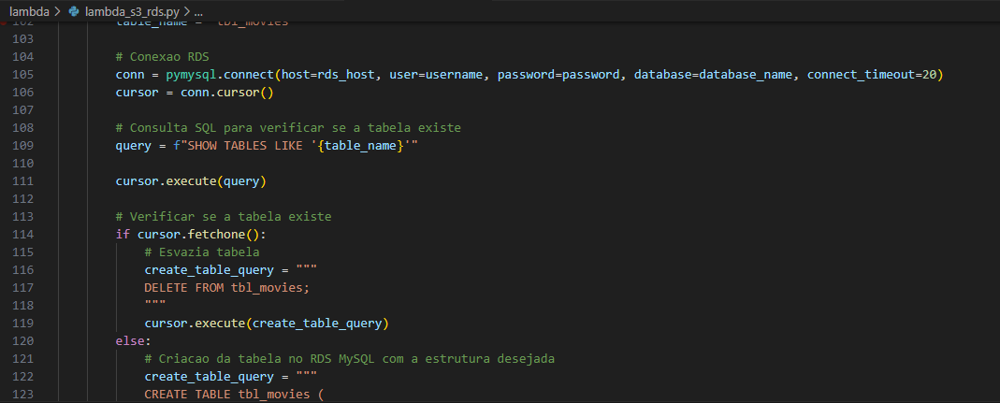 lambda > lambda_s3_rds.py > ...
102 table_name = "tbl_movies"
103
104 # Conexao RDS
105 conn = pymysql.connect(host=rds_host, user=username, password=password, database=database_name, connect_timeout=20)
106 cursor = conn.cursor()
107
108 # Consulta SQL para verificar se a tabela existe
109 query = f"SHOW TABLES LIKE '{table_name}'"
110
111 cursor.execute(query)
112
113 # Verificar se a tabela existe
114 if cursor.fetchone():
115 # Esvazia tabela
116 create_table_query = """
117 DELETE FROM tbl_movies;
118 """
119 cursor.execute(create_table_query)
120 else:
121 # Criacao da tabela no RDS MySQL com a estrutura desejada
122 create_table_query = """
123 CREATE TABLE tbl_movies (